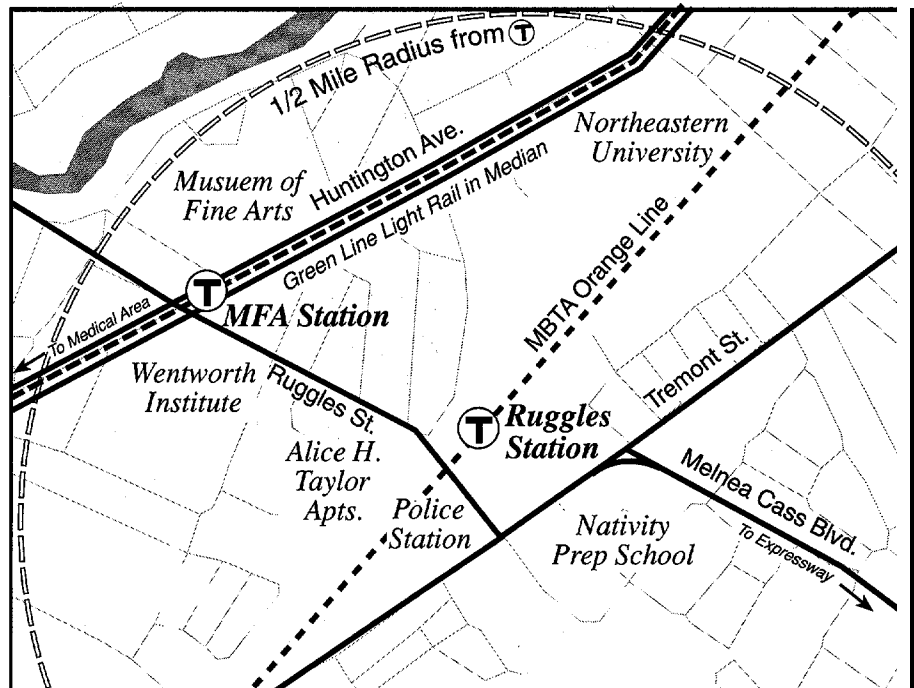 1/2 Mile Radius from T
Northeastern
University
Musuem of
Fine Arts
Huntington Ave.
Green Line Light Rail in Median
MBTA Orange Line
T
MFA Station
To Medical Area
Wentworth
Institute
Ruggles St.
Tremont St.
T
Ruggles
Station
Alice H.
Taylor
Apts.
Police
Station
Melnea Cass Blvd.
To Expressway
Nativity
Prep School